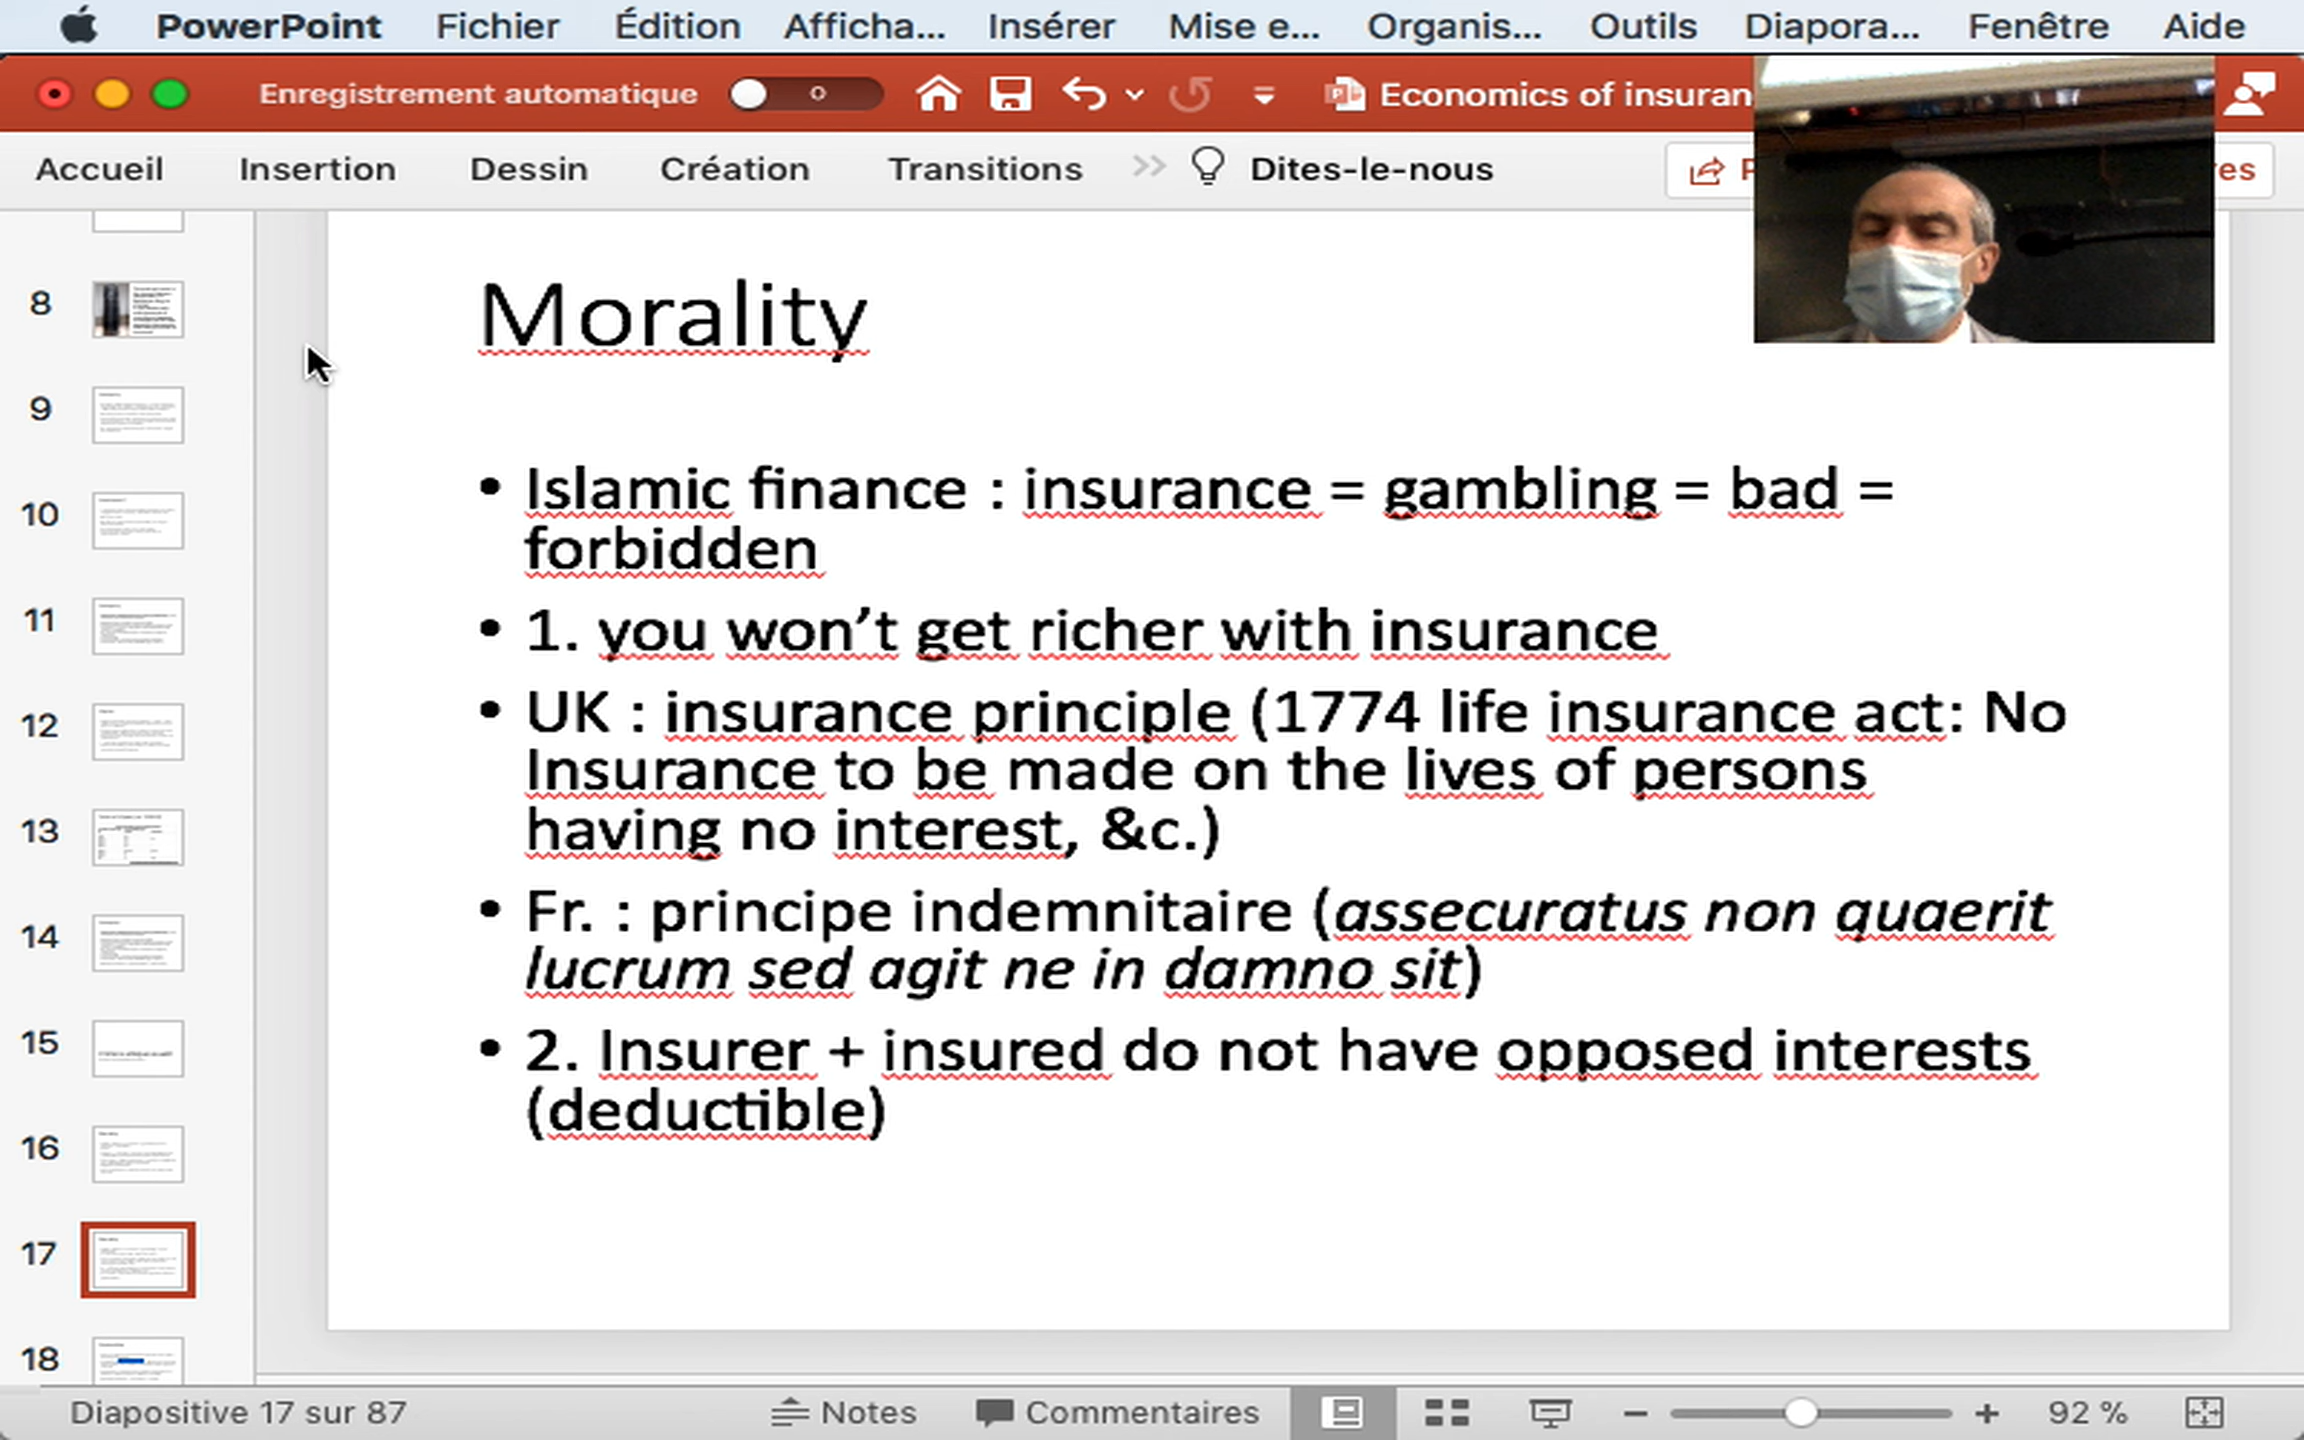 PowerPoint Fichier Édition Afficha... Insérer Mise e... Organis... Outils Diapora... Fenêtre Aide
Enregistrement automatique Economics of insuran
Accueil Insertion Dessin Création Transitions Dites-le-nous P es
Morality
• Islamic finance : insurance = gambling = bad =
forbidden
• 1. you won’t get richer with insurance
• UK : insurance principle (1774 life insurance act: No
Insurance to be made on the lives of persons
having no interest, &c.)
• Fr. : principe indemnitaire (assecuratus non quaerit
lucrum sed agit ne in damno sit)
• 2. Insurer + insured do not have opposed interests
(deductible)
8
9
10
11
12
13
14
15
16
17
18
Diapositive 17 sur 87 Notes Commentaires 92 %